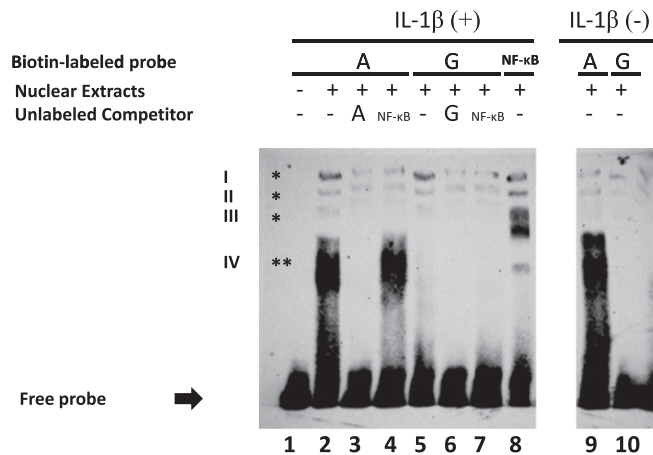 IL-1β (+) IL-1β (-)
Biotin-labeled probe A G NF-κB A G
Nuclear Extracts - + + + + + + + + +
Unlabeled Competitor - - A NF-κB - G NF-κB - - -
I *
II *
III *
IV **
Free probe
1 2 3 4 5 6 7 8 9 10